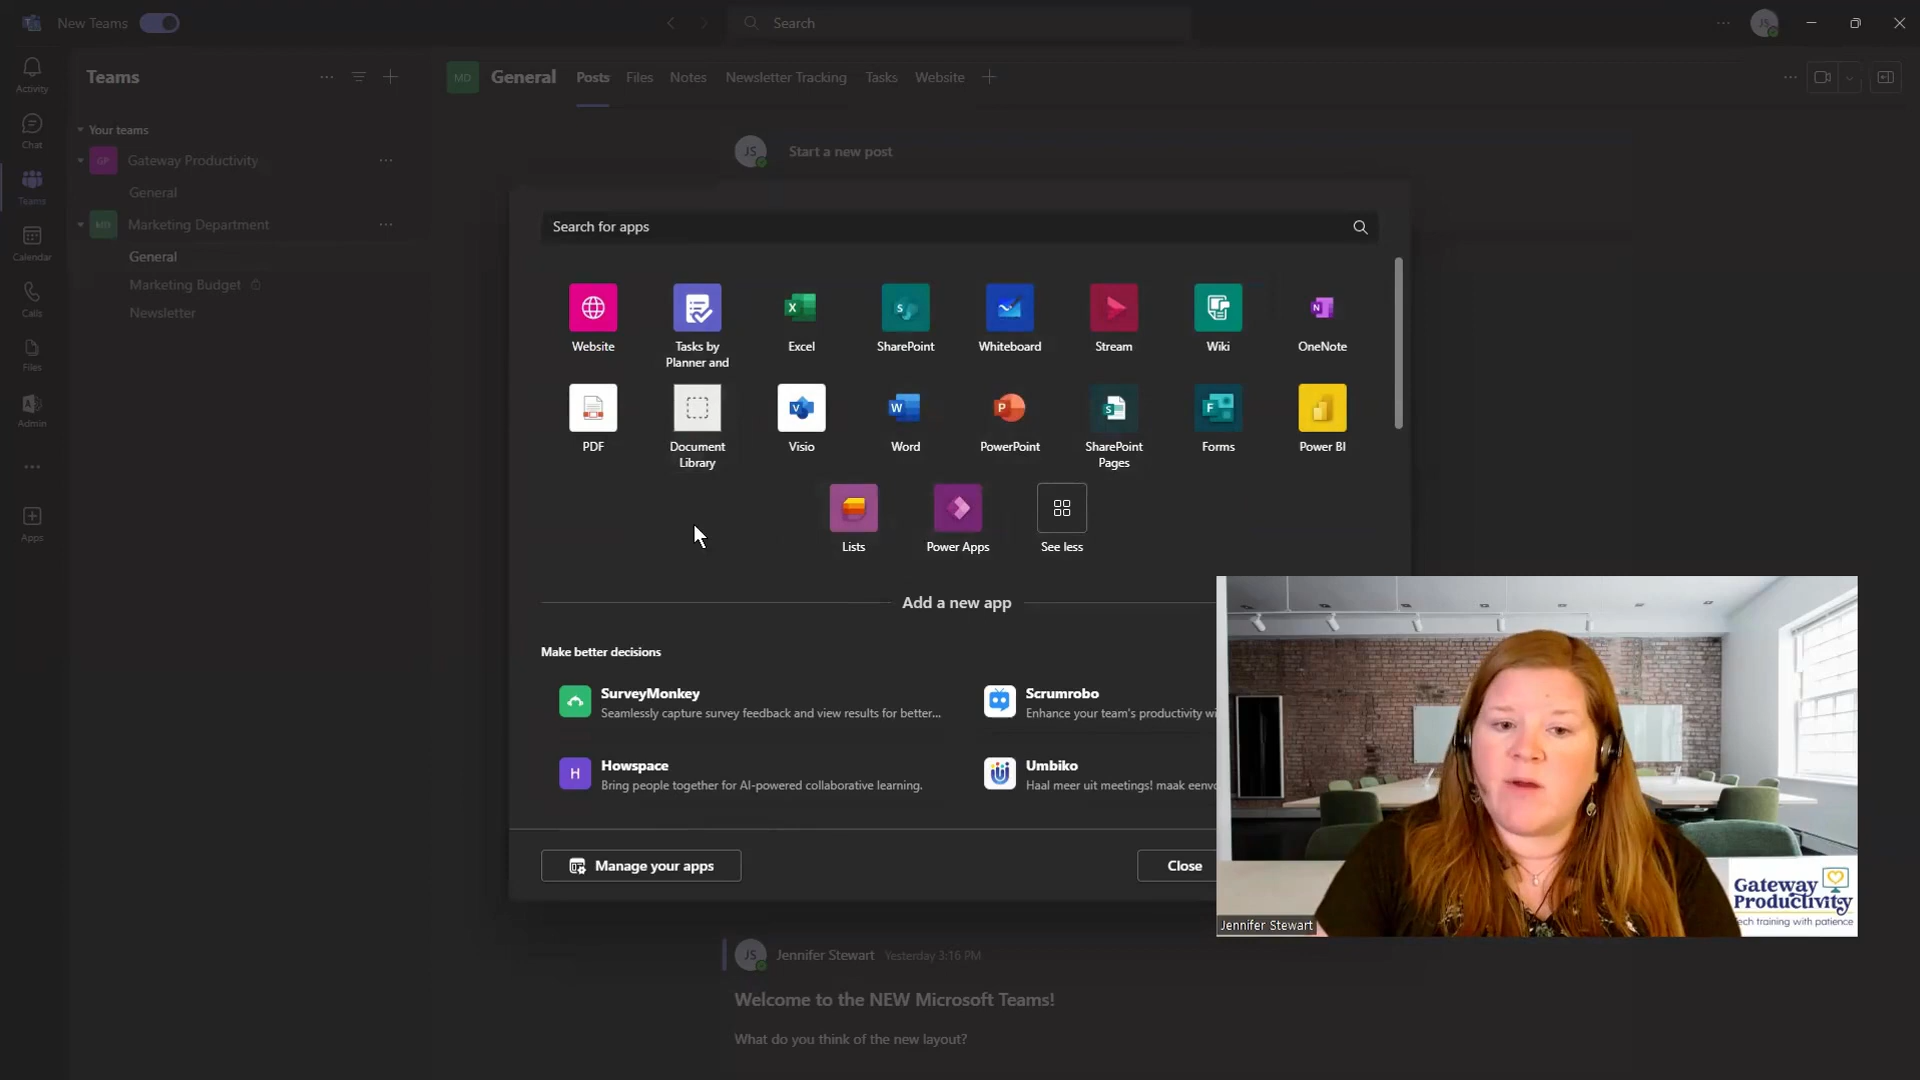 New Teams
Search
JS
Activity
Chat
Teams
Calendar
Calls
Files
Admin
Apps
Teams
Your teams
GP Gateway Productivity
General
MD Marketing Department
General
Marketing Budget
Newsletter
MD General Posts Files Notes Newsletter Tracking Tasks Website
JS Start a new post
Search for apps
Website
Tasks by
Planner and
Excel
SharePoint
Whiteboard
Stream
Wiki
OneNote
PDF
Document
Library
Visio
Word
PowerPoint
SharePoint
Pages
Forms
Power BI
Lists
Power Apps
See less
Add a new app
Make better decisions
SurveyMonkey
Seamlessly capture survey feedback and view results for better...
Scrumrobo
Enhance your team's productivity wi
H Howspace
Bring people together for AI-powered collaborative learning.
Umbiko
Haal meer uit meetings! maak eenvo
Manage your apps
Close
Jennifer Stewart
Gateway
Productivity
tech training with patience
JS Jennifer Stewart Yesterday 3:16 PM
Welcome to the NEW Microsoft Teams!
What do you think of the new layout?